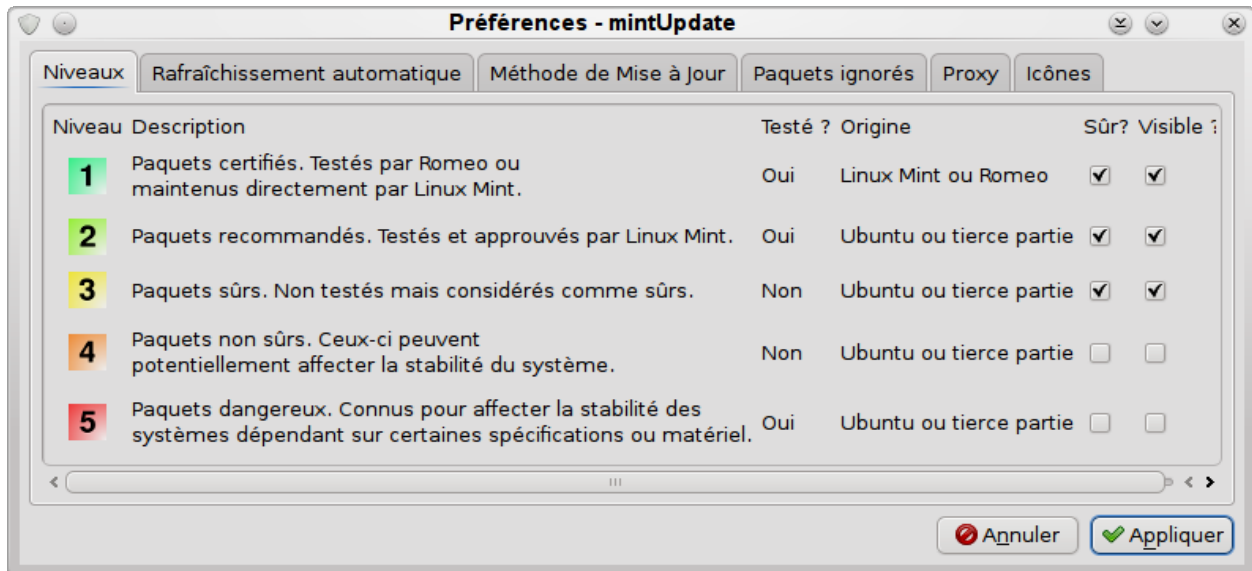 Préférences - mintUpdate
Niveaux Rafraîchissement automatique Méthode de Mise à Jour Paquets ignorés Proxy Icônes
Niveau Description Testé ? Origine Sûr? Visible ?
1 Paquets certifiés. Testés par Romeo ou
maintenus directement par Linux Mint. Oui Linux Mint ou Romeo
2 Paquets recommandés. Testés et approuvés par Linux Mint. Oui Ubuntu ou tierce partie
3 Paquets sûrs. Non testés mais considérés comme sûrs. Non Ubuntu ou tierce partie
4 Paquets non sûrs. Ceux-ci peuvent
potentiellement affecter la stabilité du système. Non Ubuntu ou tierce partie
5 Paquets dangereux. Connus pour affecter la stabilité des
systèmes dépendant sur certaines spécifications ou matériel. Oui Ubuntu ou tierce partie
Annuler Appliquer